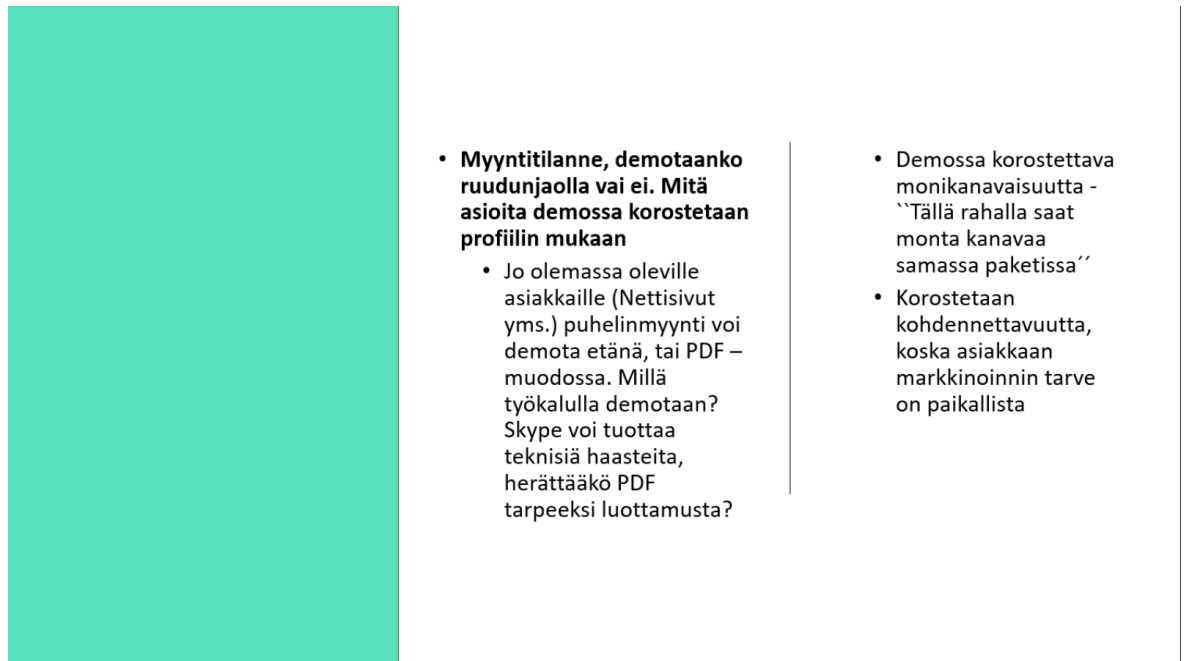 • Myyntitilanne, demotaanko
ruudunjaolla vai ei. Mitä
asioita demossa korostetaan
profiilin mukaan
• Jo olemassa oleville
asiakkaille (Nettisivut
yms.) puhelinmyynti voi
demota etänä, tai PDF –
muodossa. Millä
työkalulla demotaan?
Skype voi tuottaa
teknisiä haasteita,
herättääkö PDF
tarpeeksi luottamusta?
• Demossa korostettava
monikanavaisuutta -
``Tällä rahalla saat
monta kanavaa
samassa paketissa´´
• Korostetaan
kohdennettavuutta,
koska asiakkaan
markkinoinnin tarve
on paikallista